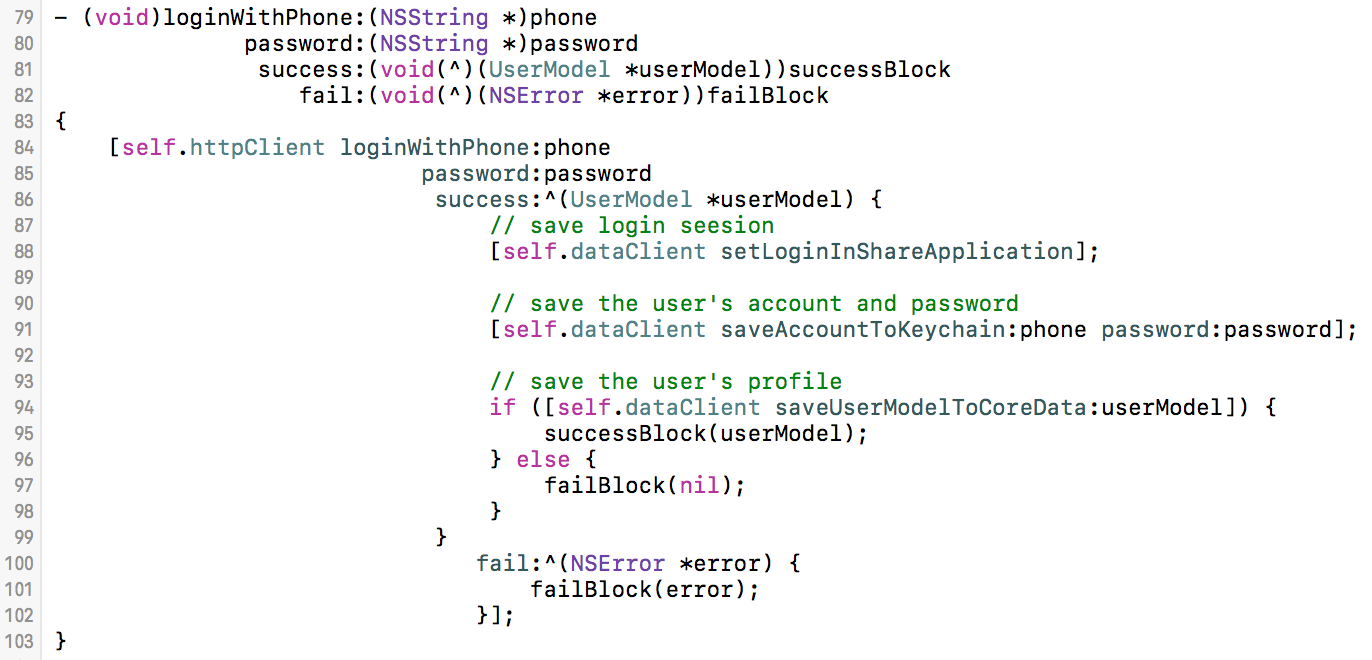 79 - (void)loginWithPhone:(NSString *)phone
80                password:(NSString *)password
81                 success:(void(^)(UserModel *userModel))successBlock
82                    fail:(void(^)(NSError *error))failBlock
83 {
84     [self.httpClient loginWithPhone:phone
85                            password:password
86                             success:^(UserModel *userModel) {
87                                 // save login seesion
88                                 [self.dataClient setLoginInShareApplication];
89
90                                 // save the user's account and password
91                                 [self.dataClient saveAccountToKeychain:phone password:password];
92
93                                 // save the user's profile
94                                 if ([self.dataClient saveUserModelToCoreData:userModel]) {
95                                     successBlock(userModel);
96                                 } else {
97                                     failBlock(nil);
98                                 }
99                             }
100                                fail:^(NSError *error) {
101                                    failBlock(error);
102                                }];
103 }